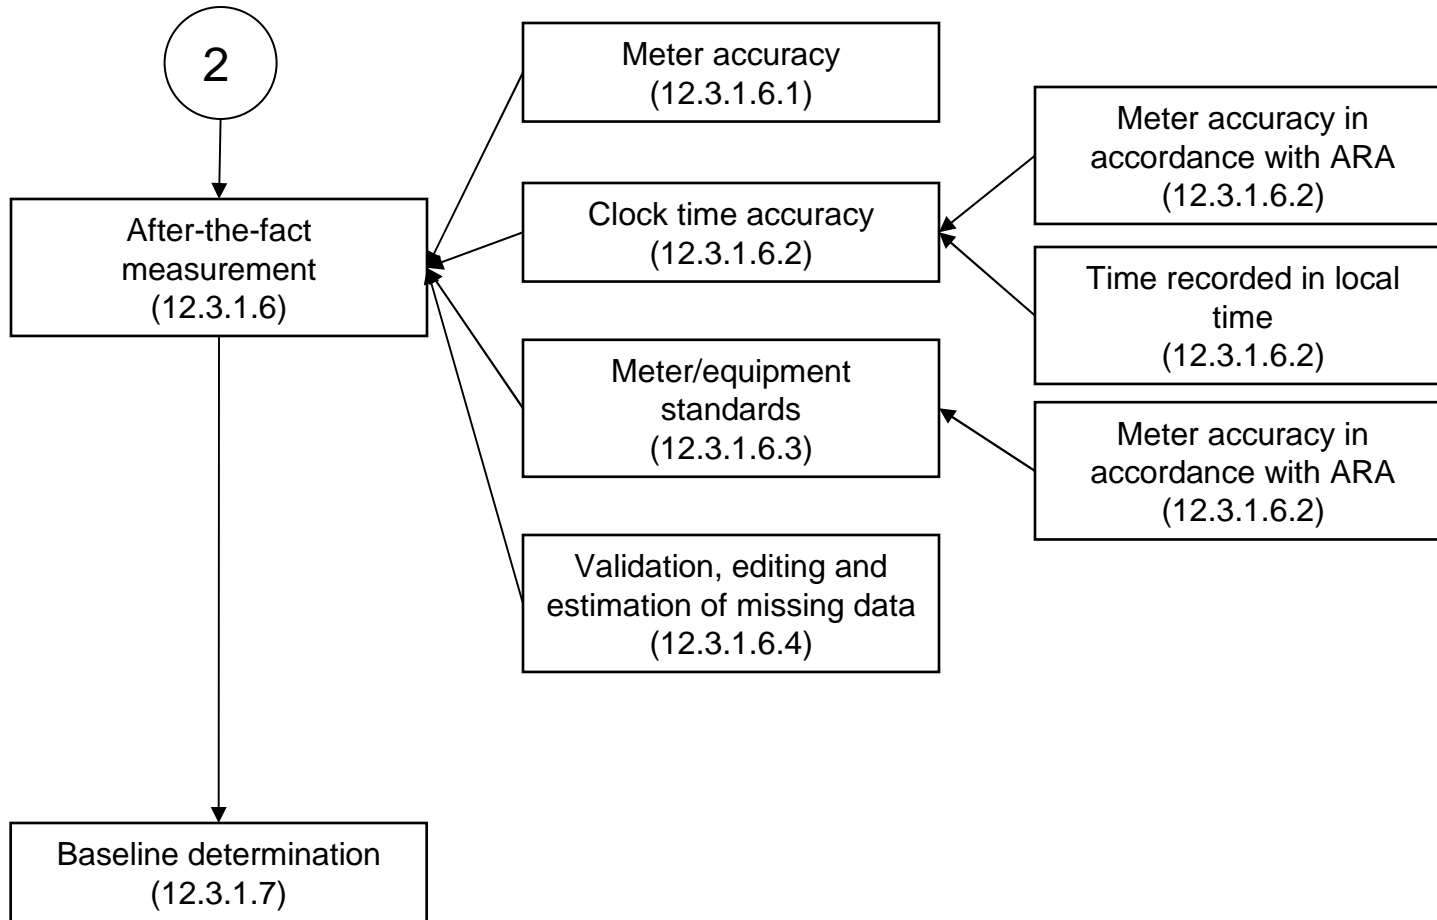 2
After-the-fact
measurement
(12.3.1.6)
Baseline determination
(12.3.1.7)
Meter accuracy
(12.3.1.6.1)
Clock time accuracy
(12.3.1.6.2)
Meter/equipment
standards
(12.3.1.6.3)
Validation, editing and
estimation of missing data
(12.3.1.6.4)
Meter accuracy in
accordance with ARA
(12.3.1.6.2)
Time recorded in local
time
(12.3.1.6.2)
Meter accuracy in
accordance with ARA
(12.3.1.6.2)